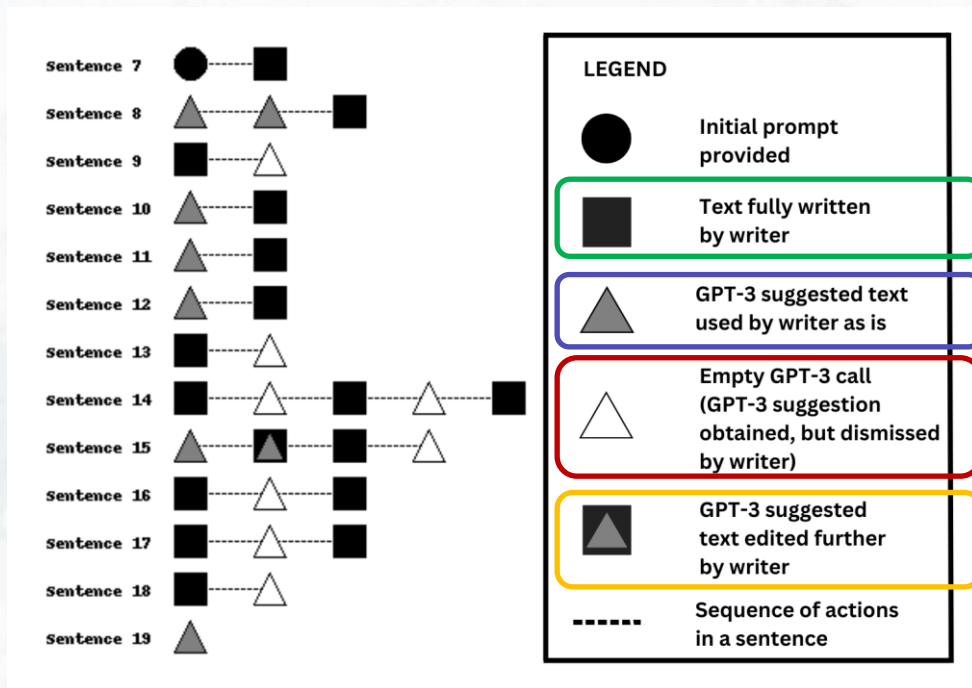 Sentence 7
Sentence 8
Sentence 9
Sentence 10
Sentence 11
Sentence 12
Sentence 13
Sentence 14
Sentence 15
Sentence 16
Sentence 17
Sentence 18
Sentence 19
LEGEND
Initial prompt
provided
Text fully written
by writer
GPT-3 suggested text
used by writer as is
Empty GPT-3 call
(GPT-3 suggestion
obtained, but dismissed
by writer)
GPT-3 suggested
text edited further
by writer
Sequence of actions
in a sentence